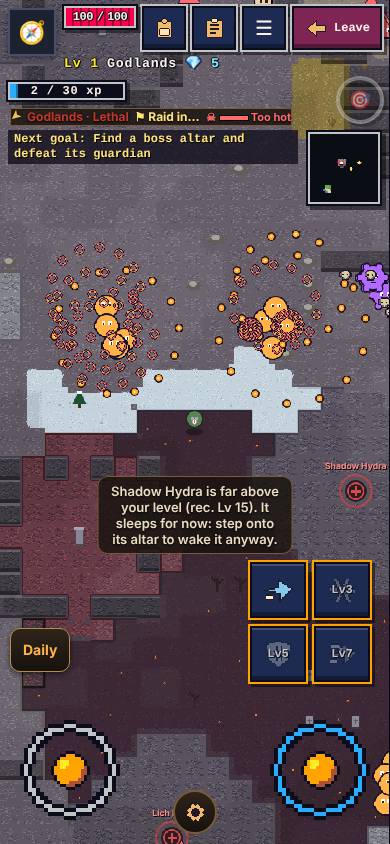 100 / 100
Leave
Lv 1 Godlands 5
2 / 30 xp
Godlands · Lethal Raid in... Too hot
Next goal: Find a boss altar and
defeat its guardian
Shadow Hydra
Shadow Hydra is far above
your level (rec. Lv 15). It
sleeps for now: step onto
its altar to wake it anyway.
Lv3
Lv5 Lv7
Daily
Lich